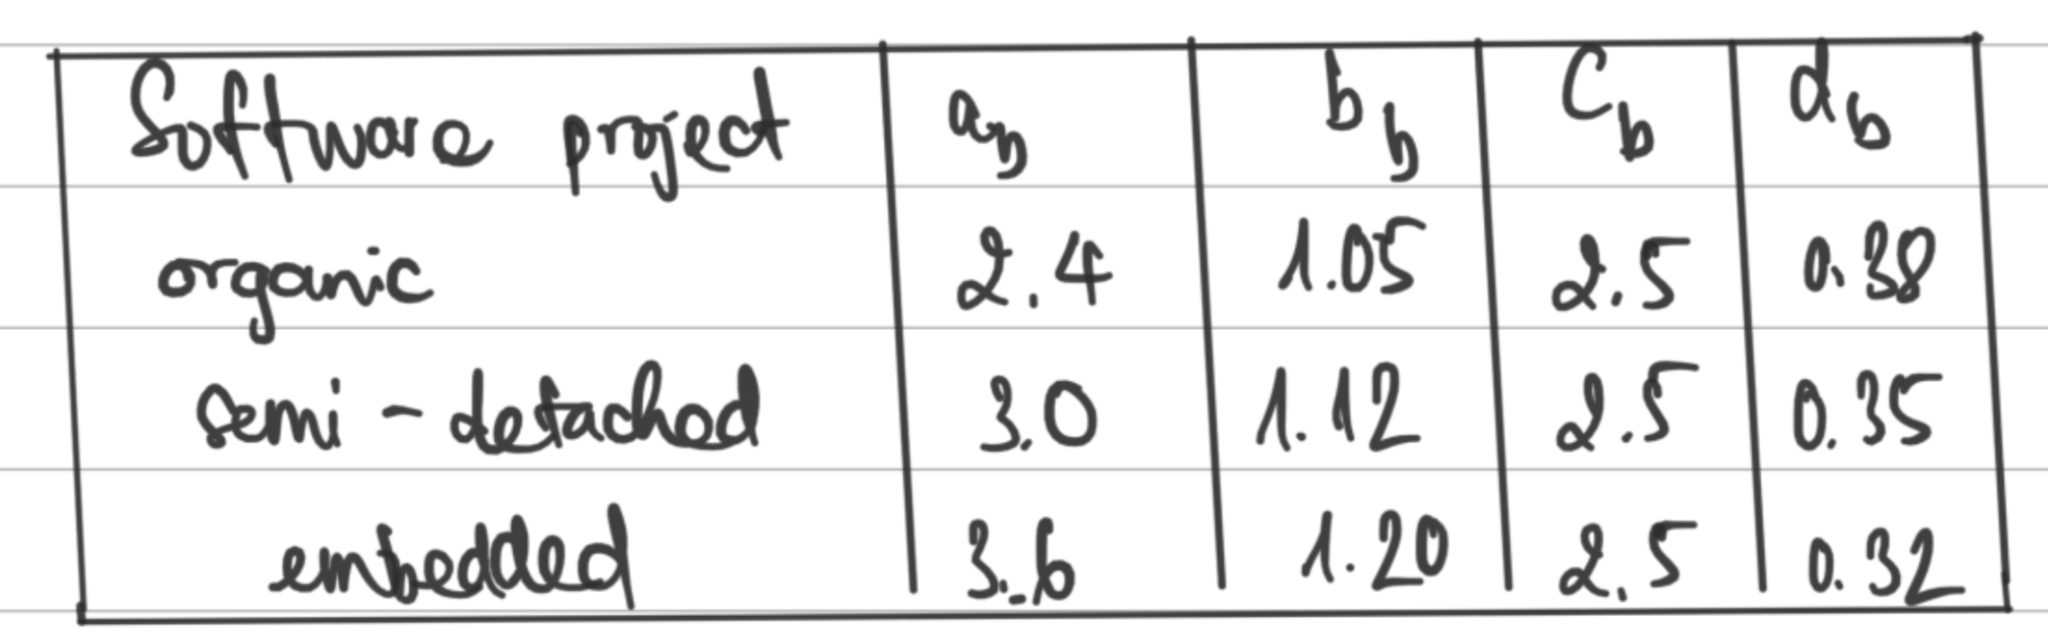 Software project a_b b_b C_b d_b
organic 2.4 1.05 2.5 0.38
semi-detached 3.0 1.12 2.5 0.35
embedded 3.6 1.20 2.5 0.32